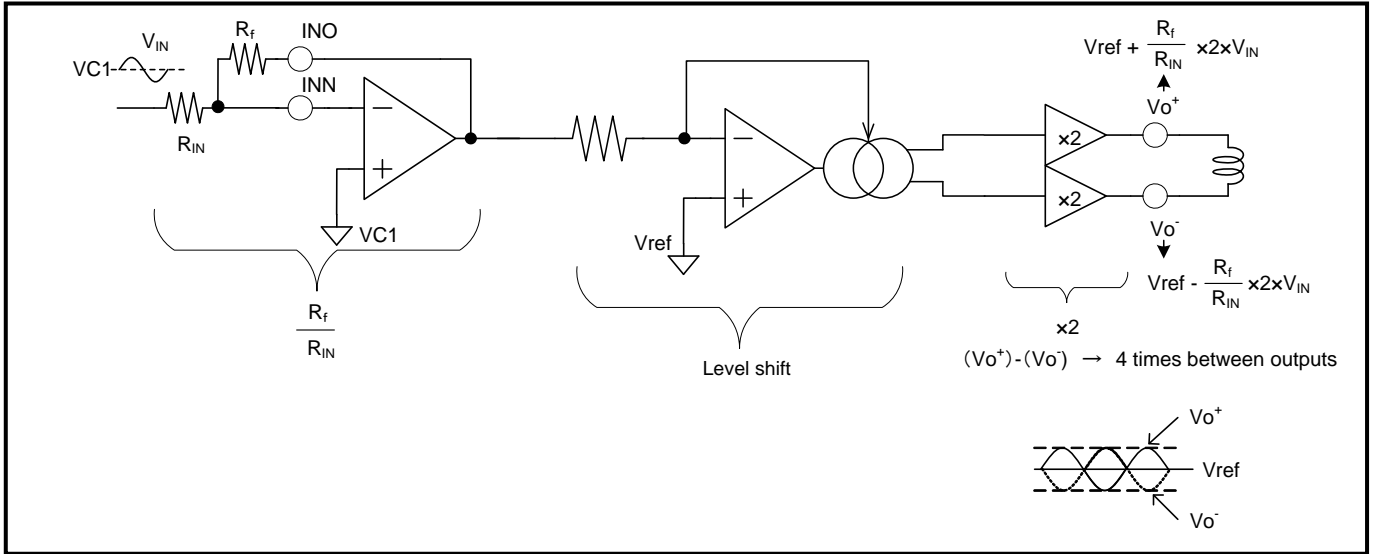 V_IN
VC1
R_f
INO
INN
R_IN
−
+
VC1
R_f
R_IN
−
+
Vref
Level shift
×2
×2
×2
Vref + R_f/R_IN ×2×V_IN
Vo⁺
Vo⁻
Vref - R_f/R_IN ×2×V_IN
(Vo⁺)-(Vo⁻) → 4 times between outputs
Vo⁺
Vref
Vo⁻